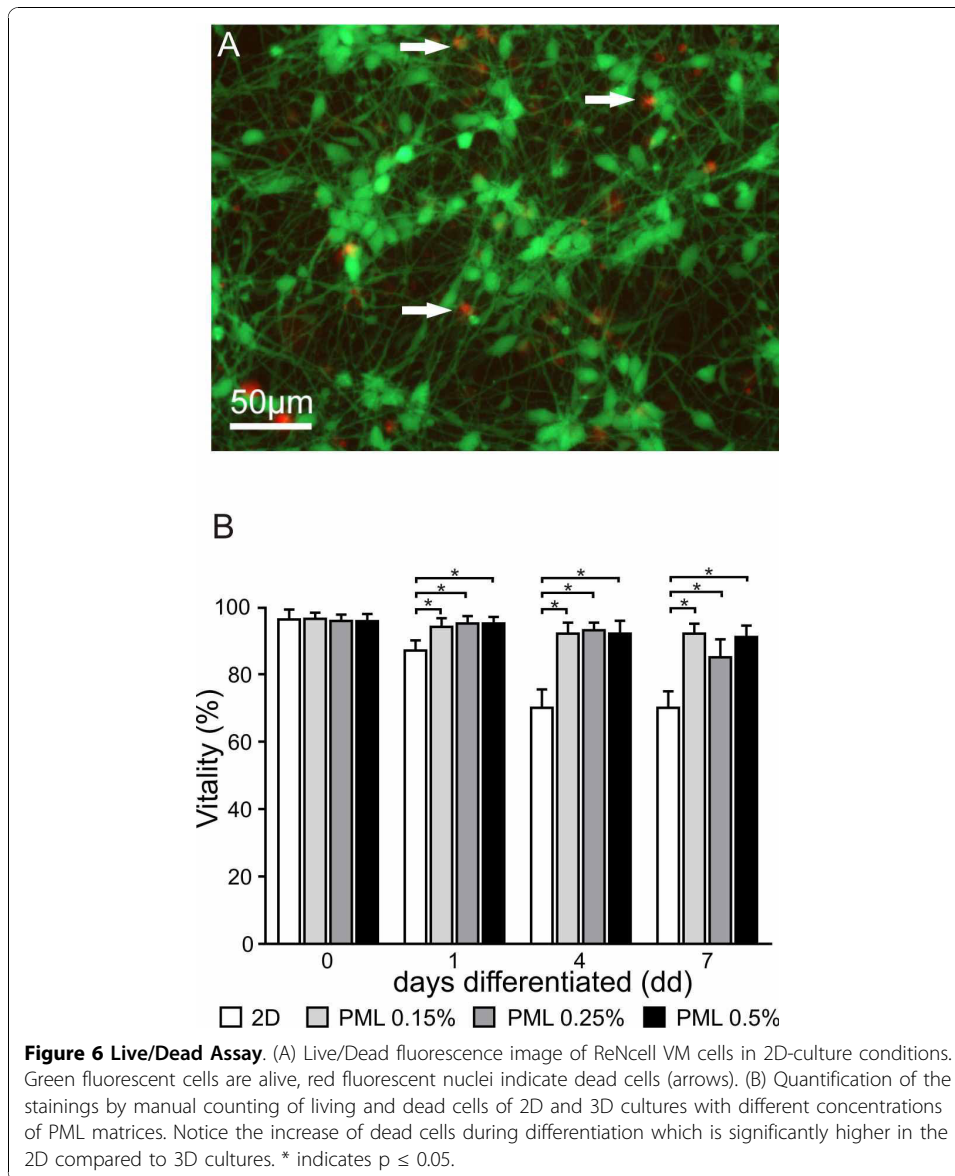 A
50µm
B
* * *
* * *
* * *
Vitality (%)
100
80
60
40
20
0
0 1 4 7
days differentiated (dd)
2D PML 0.15% PML 0.25% PML 0.5%
Figure 6 Live/Dead Assay. (A) Live/Dead fluorescence image of ReNcell VM cells in 2D-culture conditions.
Green fluorescent cells are alive, red fluorescent nuclei indicate dead cells (arrows). (B) Quantification of the
stainings by manual counting of living and dead cells of 2D and 3D cultures with different concentrations
of PML matrices. Notice the increase of dead cells during differentiation which is significantly higher in the
2D compared to 3D cultures. * indicates p ≤ 0.05.